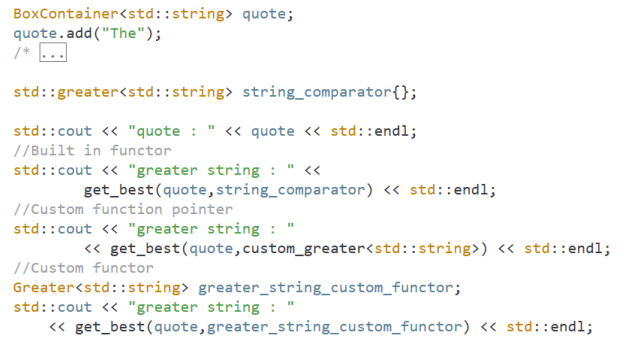 BoxContainer<std::string> quote;
quote.add("The");
/* ...

std::greater<std::string> string_comparator{};

std::cout << "quote : " << quote << std::endl;
//Built in functor
std::cout << "greater string : " <<
        get_best(quote,string_comparator) << std::endl;
//Custom function pointer
std::cout << "greater string : "
        << get_best(quote,custom_greater<std::string>) << std::endl;
//Custom functor
Greater<std::string> greater_string_custom_functor;
std::cout << "greater string : "
    << get_best(quote,greater_string_custom_functor) << std::endl;